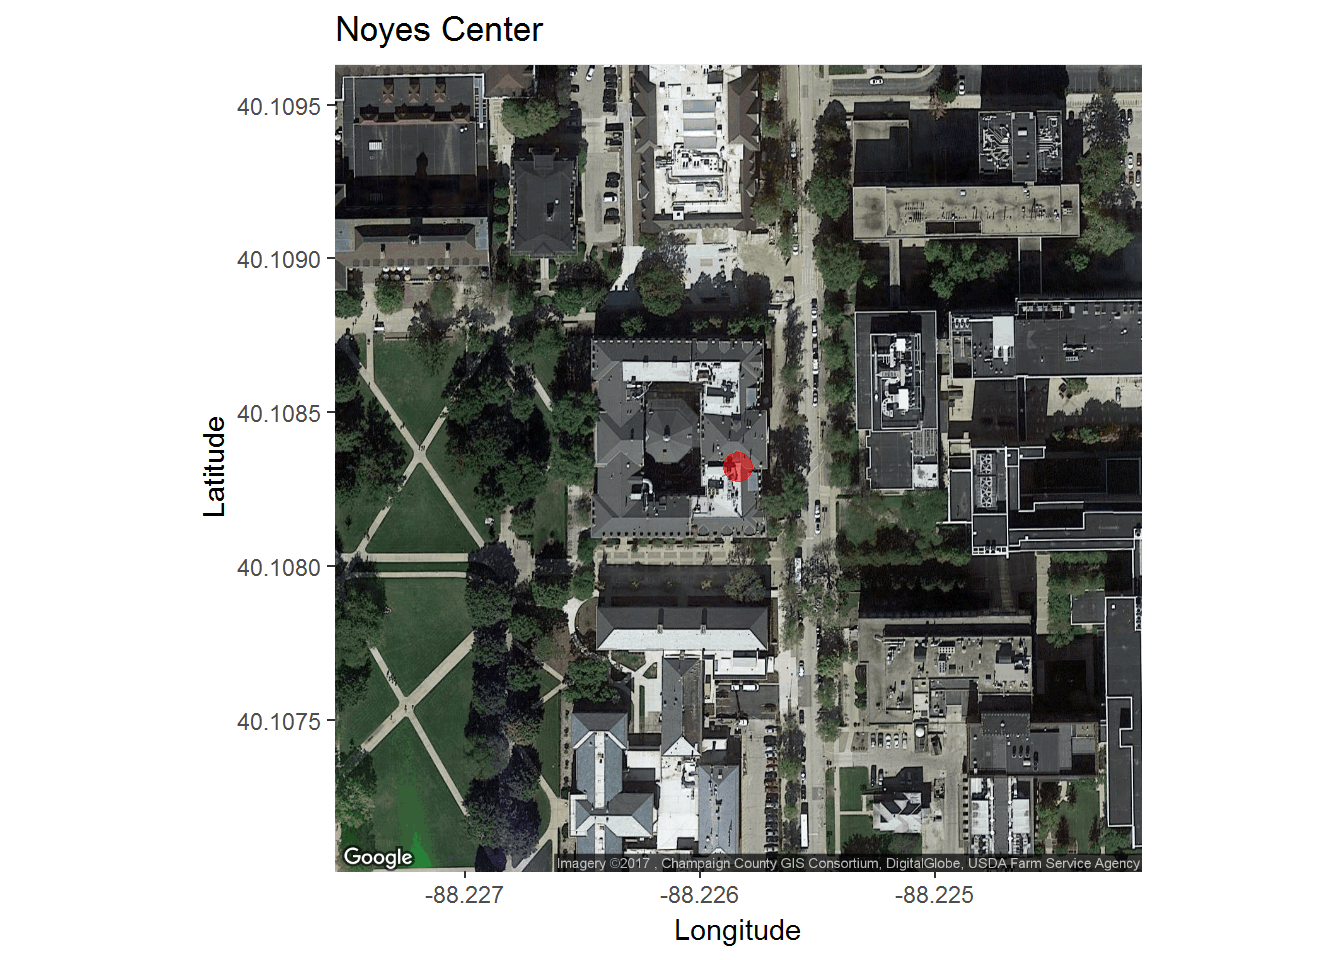 Noyes Center
40.1095
40.1090
40.1085
40.1080
40.1075
Latitude
Google
Imagery ©2017 , Champaign County GIS Consortium, DigitalGlobe, USDA Farm Service Agency
-88.227
-88.226
-88.225
Longitude